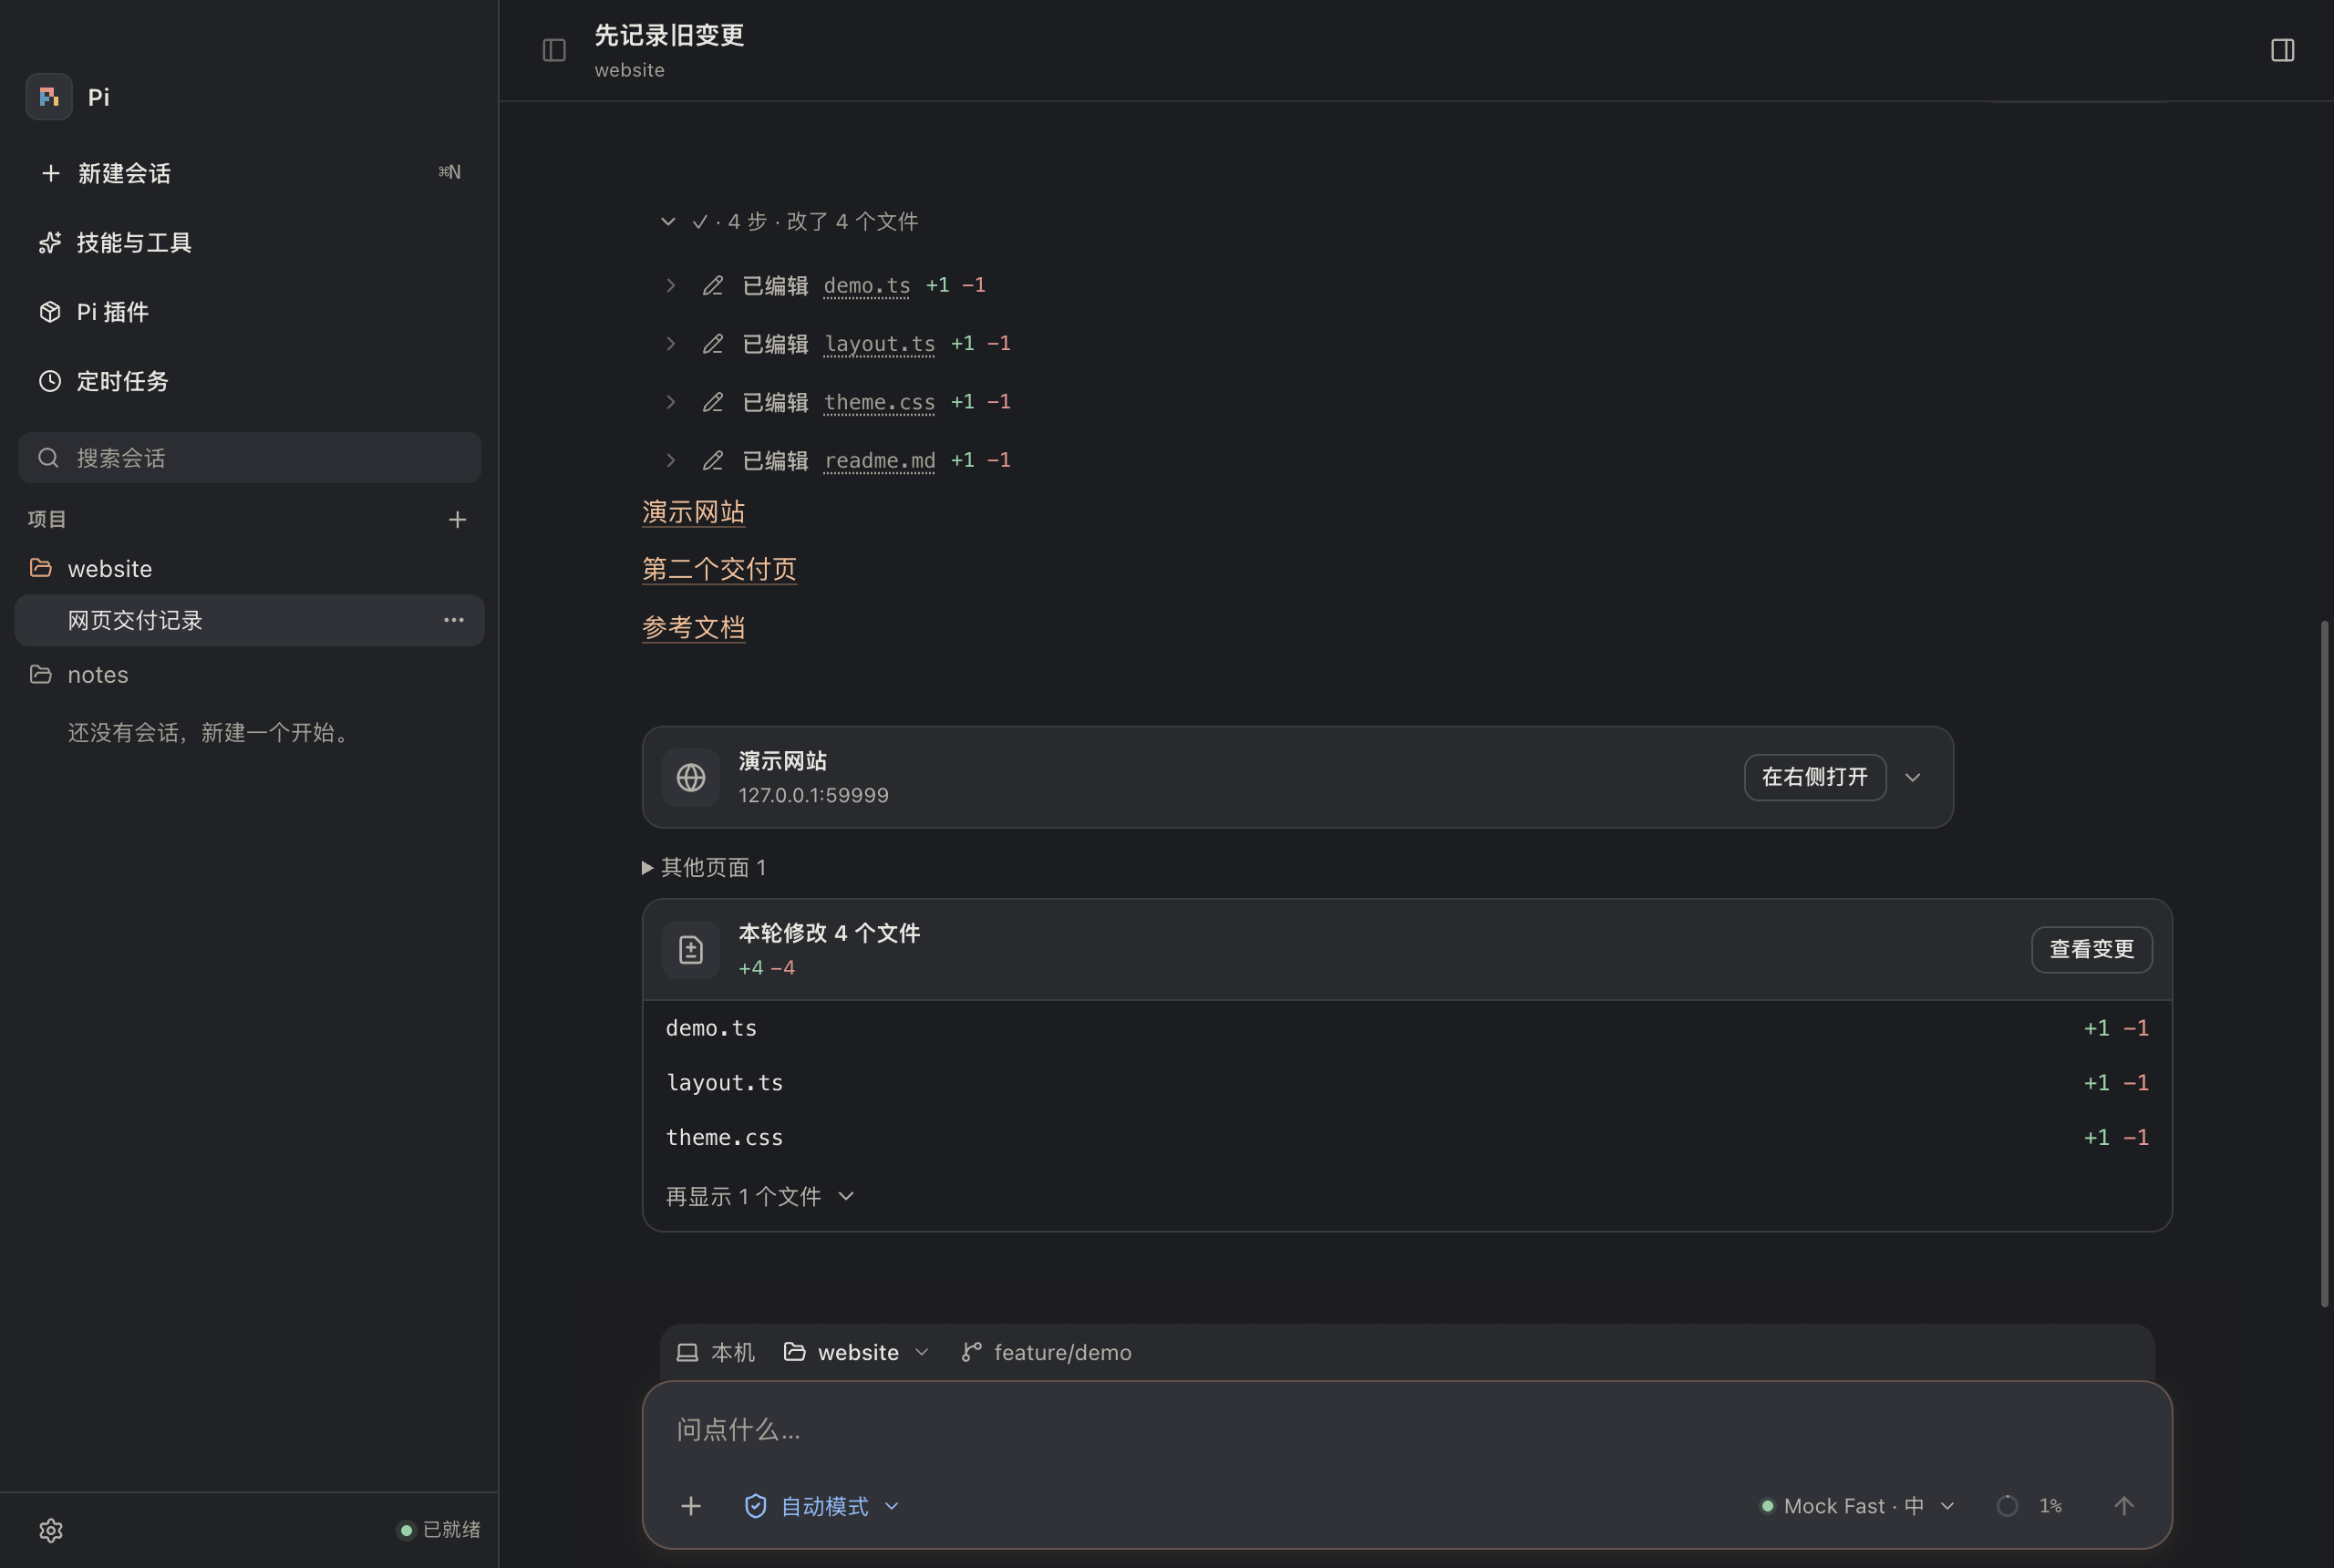 Pi
新建会话 ⌘N
技能与工具
Pi 插件
定时任务
搜索会话
项目
website
网页交付记录
notes
还没有会话，新建一个开始。
已就绪
先记录旧变更
website
· 4 步 · 改了 4 个文件
已编辑 demo.ts +1 −1
已编辑 layout.ts +1 −1
已编辑 theme.css +1 −1
已编辑 readme.md +1 −1
演示网站
第二个交付页
参考文档
演示网站
127.0.0.1:59999
在右侧打开
其他页面 1
本轮修改 4 个文件
+4 −4
查看变更
demo.ts +1 −1
layout.ts +1 −1
theme.css +1 −1
再显示 1 个文件
本机 website feature/demo
问点什么...
自动模式 Mock Fast · 中 1%